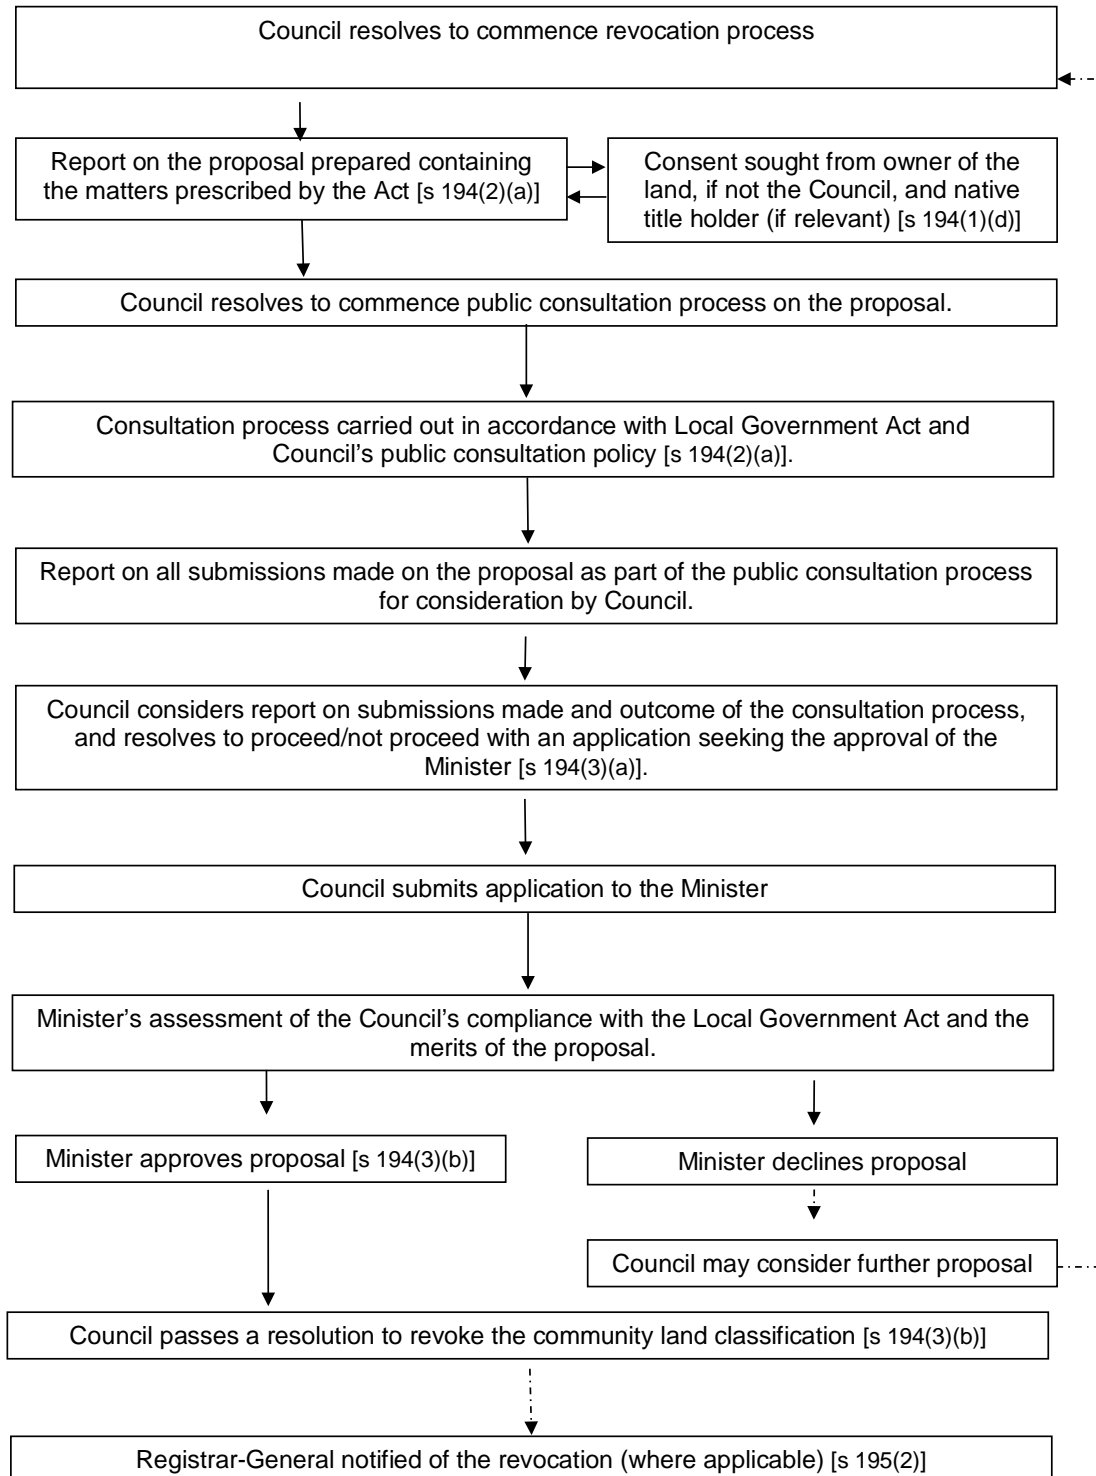 Council resolves to commence revocation process
Report on the proposal prepared containing
the matters prescribed by the Act [s 194(2)(a)]
Consent sought from owner of the
land, if not the Council, and native
title holder (if relevant) [s 194(1)(d)]
Council resolves to commence public consultation process on the proposal.
Consultation process carried out in accordance with Local Government Act and
Council’s public consultation policy [s 194(2)(a)].
Report on all submissions made on the proposal as part of the public consultation process
for consideration by Council.
Council considers report on submissions made and outcome of the consultation process,
and resolves to proceed/not proceed with an application seeking the approval of the
Minister [s 194(3)(a)].
Council submits application to the Minister
Minister’s assessment of the Council’s compliance with the Local Government Act and the
merits of the proposal.
Minister approves proposal [s 194(3)(b)]
Minister declines proposal
Council may consider further proposal
Council passes a resolution to revoke the community land classification [s 194(3)(b)]
Registrar-General notified of the revocation (where applicable) [s 195(2)]